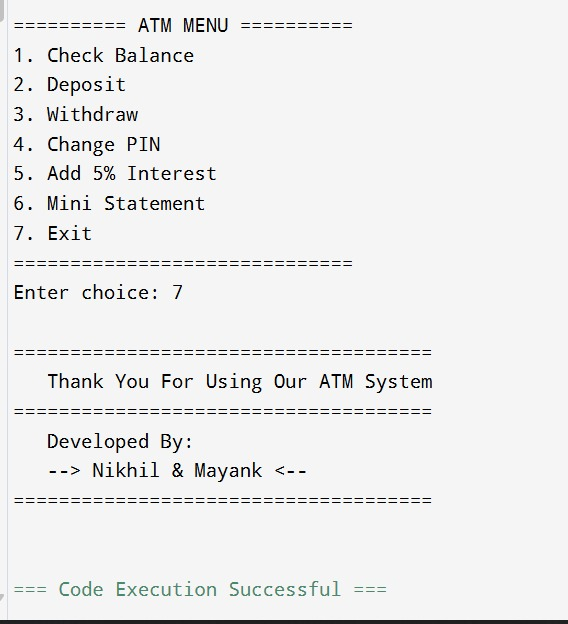 ========== ATM MENU ==========
1. Check Balance
2. Deposit
3. Withdraw
4. Change PIN
5. Add 5% Interest
6. Mini Statement
7. Exit
==============================
Enter choice: 7
=====================================
Thank You For Using Our ATM System
=====================================
Developed By:
--> Nikhil & Mayank <--
=====================================
=== Code Execution Successful ===